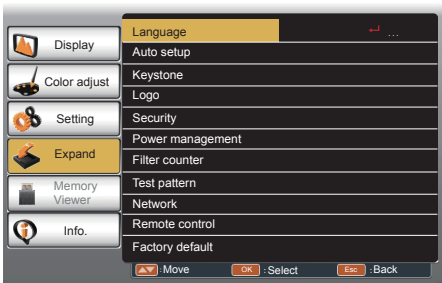 Display
Color adjust
Setting
Expand
Memory
Viewer
Info.
Language ...
Auto setup
Keystone
Logo
Security
Power management
Filter counter
Test pattern
Network
Remote control
Factory default
:Move OK :Select Esc :Back